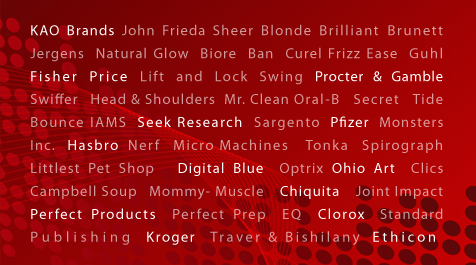 KAO Brands John Frieda Sheer Blonde Brilliant Brunett
Jergens Natural Glow Biore Ban Curel Frizz Ease Guhl
Fisher Price Lift and Lock Swing Procter & Gamble
Swiffer Head & Shoulders Mr. Clean Oral-B Secret Tide
Bounce IAMS Seek Research Sargento Pfizer Monsters
Inc. Hasbro Nerf Micro Machines Tonka Spirograph
Littlest Pet Shop Digital Blue Optrix Ohio Art Clics
Campbell Soup Mommy- Muscle Chiquita Joint Impact
Perfect Products Perfect Prep EQ Clorox Standard
Publishing Kroger Traver & Bishilany Ethicon